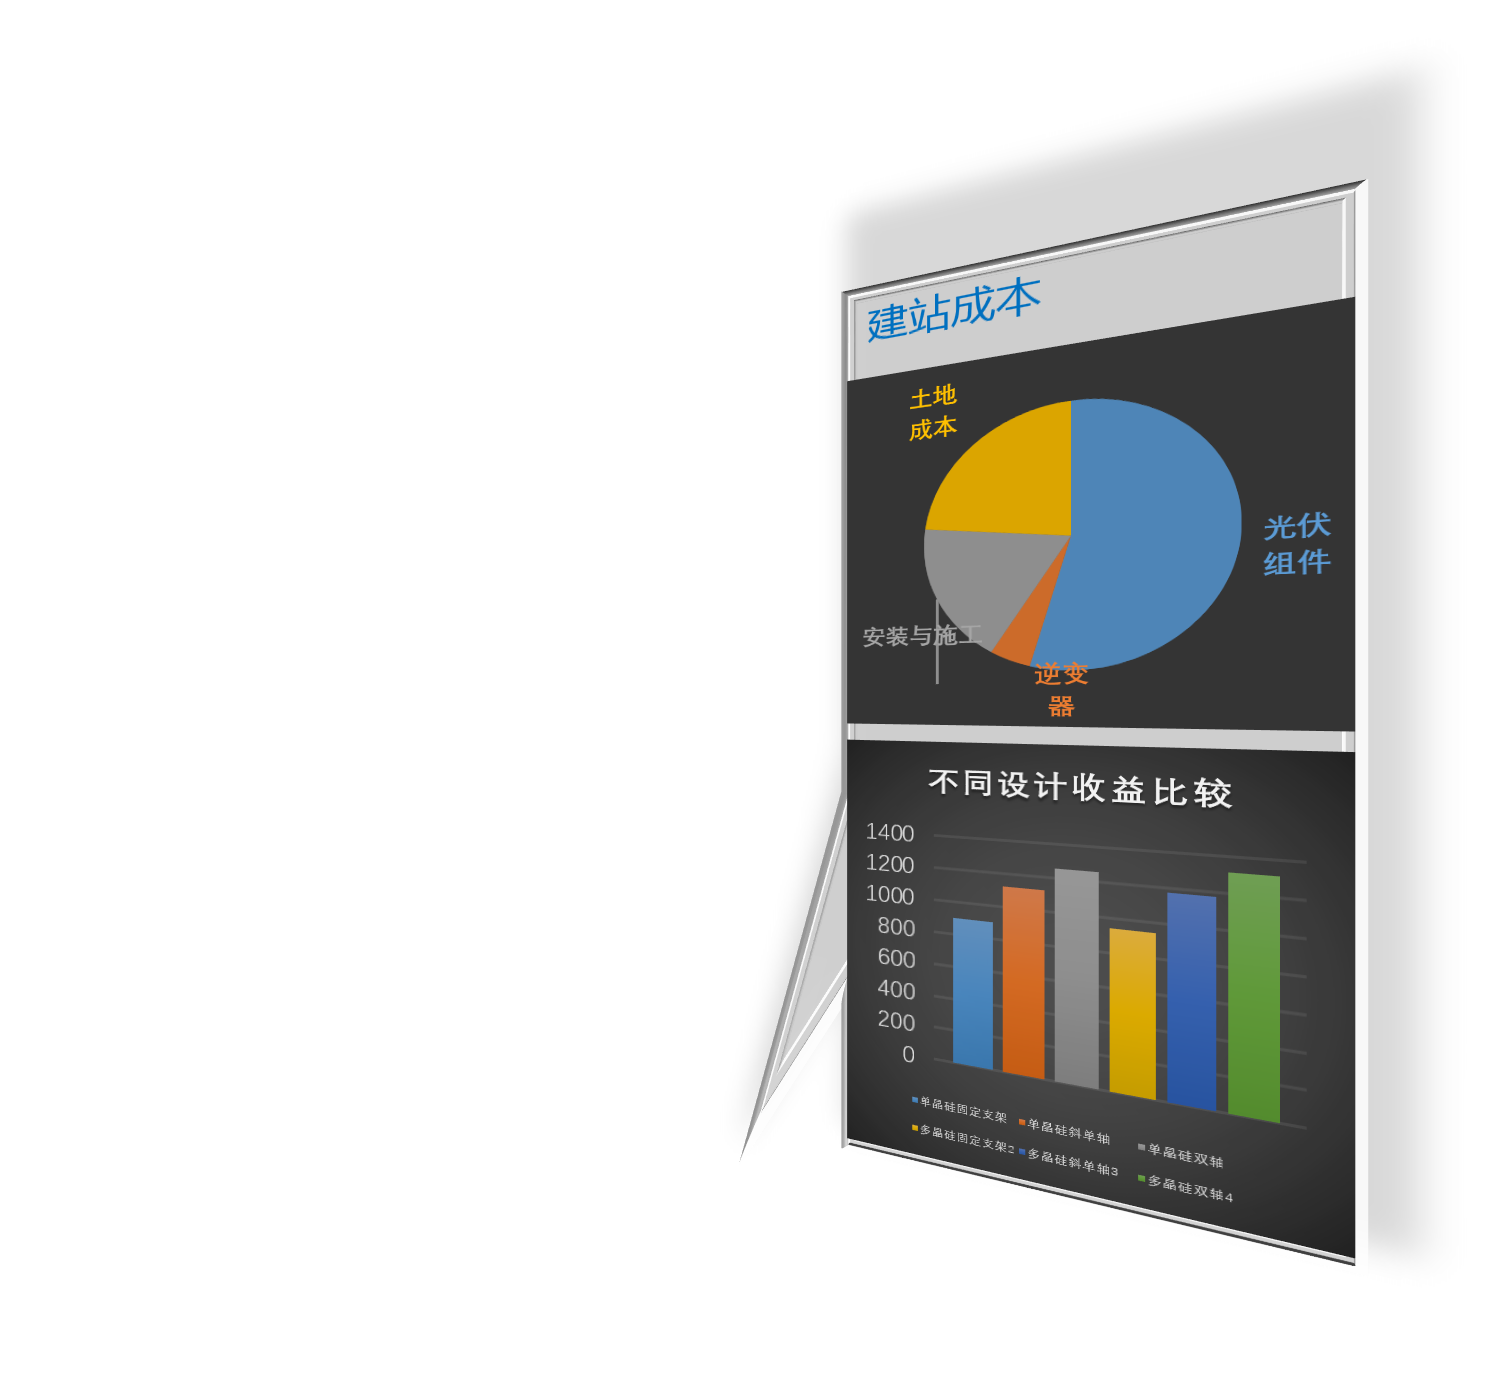 建站成本
土地
成本
光伏
组件
安装与施工
逆变
器
不同设计收益比较
1400
1200
1000
800
600
400
200
0
单晶硅固定支架 单晶硅斜单轴 单晶硅双轴
多晶硅固定支架2 多晶硅斜单轴3 多晶硅双轴4